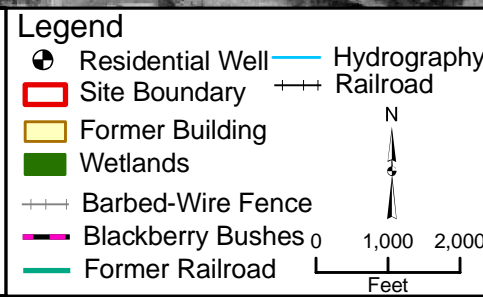 Legend
Residential Well
Hydrography
Site Boundary
Railroad
Former Building
N
Wetlands
Barbed-Wire Fence
Blackberry Bushes
0 1,000 2,000
Former Railroad
Feet